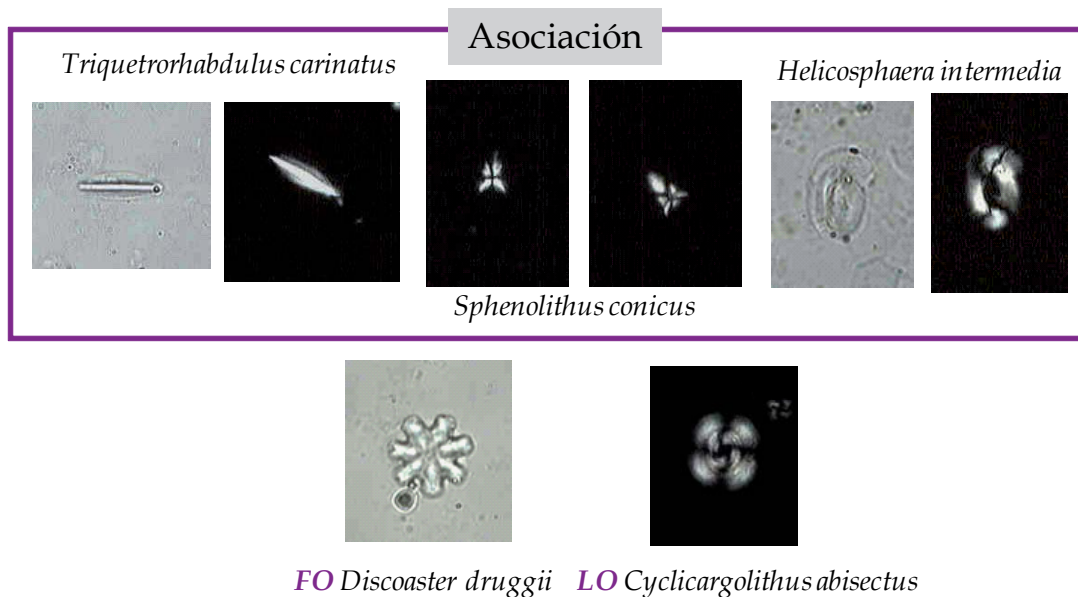 Asociación
Triquetrorhabdulus carinatus
Helicosphaera intermedia
Sphenolithus conicus
FO Discoaster druggii LO Cyclicargolithus abisectus